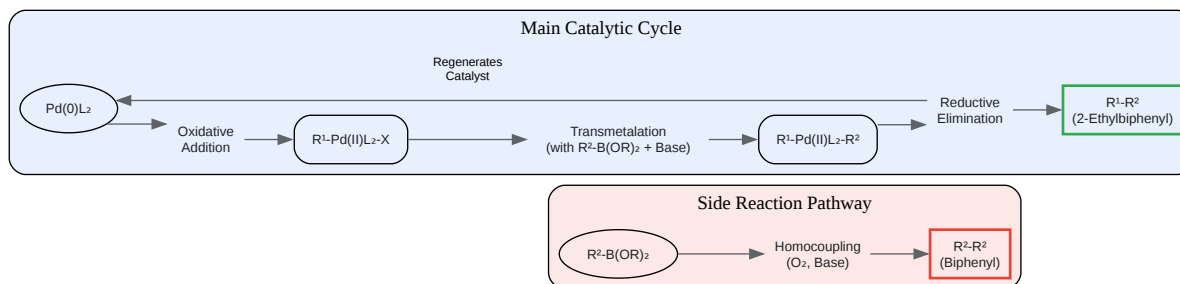 Main Catalytic Cycle
Regenerates
Catalyst
Pd(0)L₂
Oxidative
Addition
R¹-Pd(II)L₂-X
Transmetalation
(with R²-B(OR)₂ + Base)
R¹-Pd(II)L₂-R²
Reductive
Elimination
R¹-R²
(2-Ethylbiphenyl)
Side Reaction Pathway
R²-B(OR)₂
Homocoupling
(O₂, Base)
R²-R²
(Biphenyl)